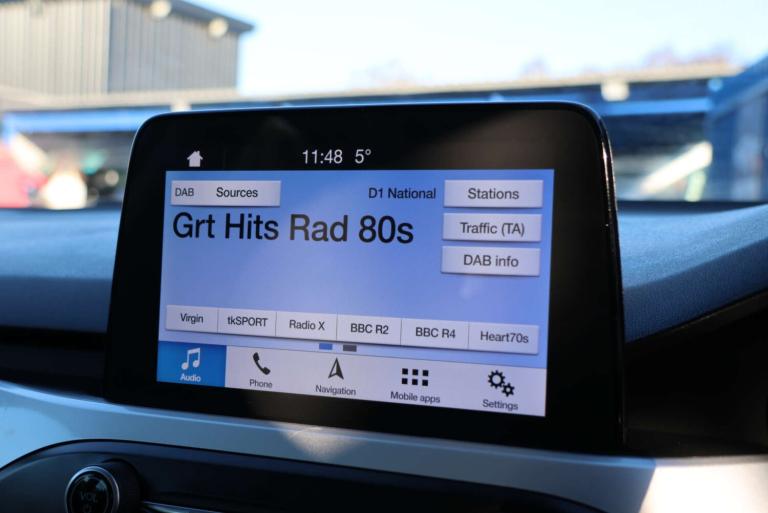 11:48 5°
DAB Sources D1 National Stations
Grt Hits Rad 80s
Traffic (TA)
DAB info
Virgin tkSPORT Radio X BBC R2 BBC R4 Heart70s
Audio Phone Navigation Mobile apps Settings
VOL